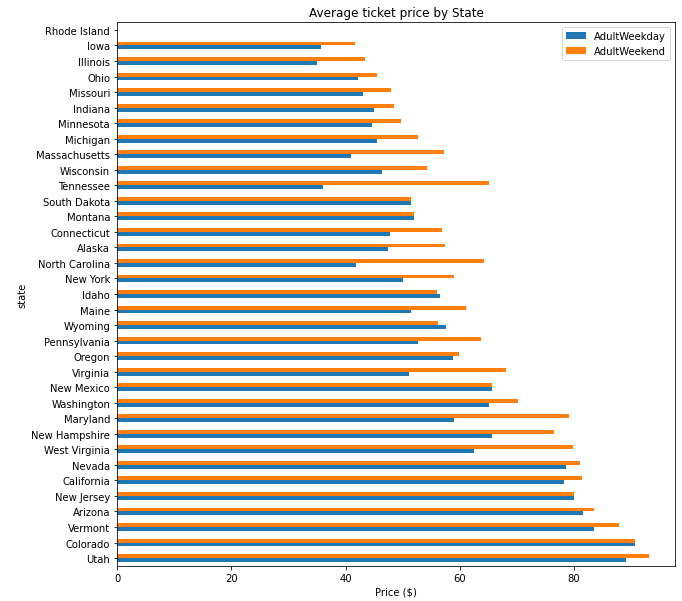 Average ticket price by State
AdultWeekday
AdultWeekend
Rhode Island
Iowa
Illinois
Ohio
Missouri
Indiana
Minnesota
Michigan
Massachusetts
Wisconsin
Tennessee
South Dakota
Montana
Connecticut
Alaska
North Carolina
New York
Idaho
Maine
Wyoming
Pennsylvania
Oregon
Virginia
New Mexico
Washington
Maryland
New Hampshire
West Virginia
Nevada
California
New Jersey
Arizona
Vermont
Colorado
Utah
state
0 20 40 60 80
Price ($)